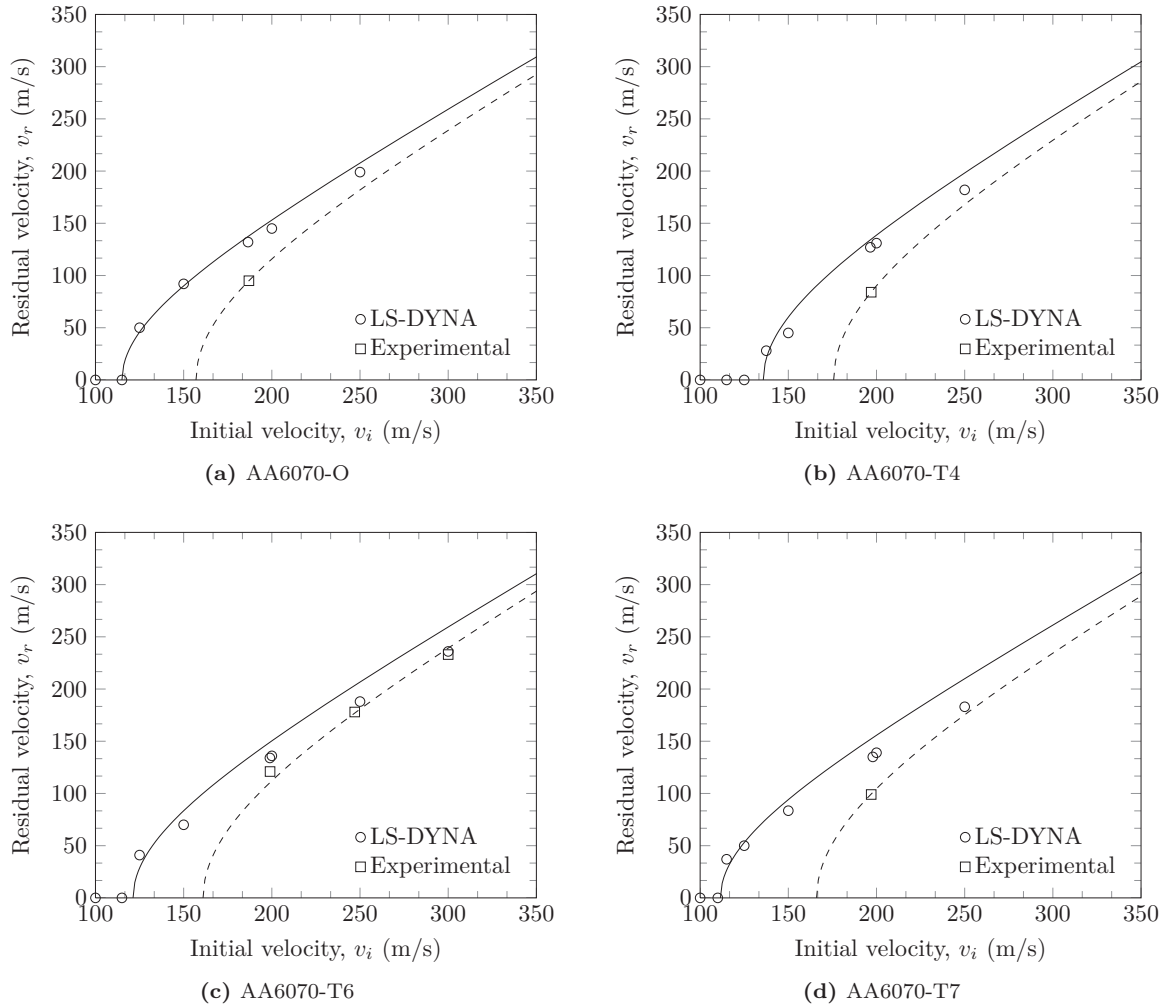 350
300
250
200
150
100
50
0
Residual velocity, v_r (m/s)
100 150 200 250 300 350
Initial velocity, v_i (m/s)
LS-DYNA
Experimental
(a) AA6070-O
350
300
250
200
150
100
50
0
Residual velocity, v_r (m/s)
100 150 200 250 300 350
Initial velocity, v_i (m/s)
LS-DYNA
Experimental
(b) AA6070-T4
350
300
250
200
150
100
50
0
Residual velocity, v_r (m/s)
100 150 200 250 300 350
Initial velocity, v_i (m/s)
LS-DYNA
Experimental
(c) AA6070-T6
350
300
250
200
150
100
50
0
Residual velocity, v_r (m/s)
100 150 200 250 300 350
Initial velocity, v_i (m/s)
LS-DYNA
Experimental
(d) AA6070-T7